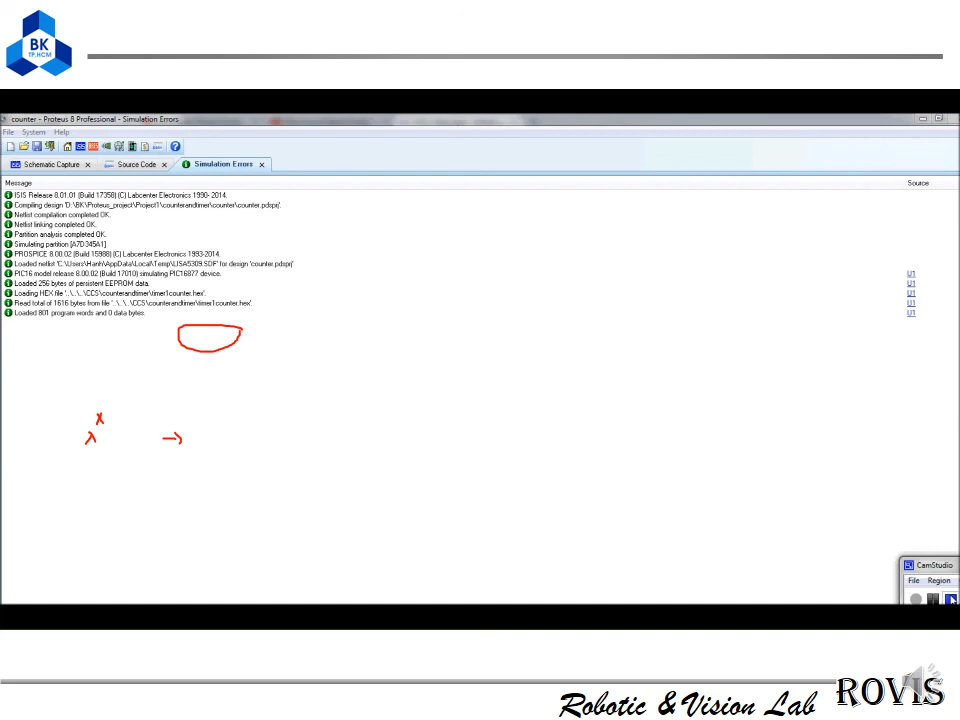 BK
TP.HCM
counter - Proteus 8 Professional - Simulation Errors
File System Help
Schematic Capture Source Code Simulation Errors
Message Source
ISIS Release 8.01.01 (Build 17358) (C) Labcenter Electronics 1990- 2014.
Compiling design 'D:\BK\Proteus_project\Project1\counterandtimer\counter\counter.pdsprj'.
Netlist compilation completed OK.
Netlist linking completed OK.
Partition analysis completed OK.
Simulating partition [A7D345A1]
PROSPICE 8.00.02 (Build 15988) (C) Labcenter Electronics 1993-2014.
Loaded netlist 'C:\Users\Hanh\AppData\Local\Temp\LISA5309.SDF' for design 'counter.pdsprj'
PIC16 model release 8.00.02 (Build 17010) simulating PIC16877 device. U1
Loaded 256 bytes of persistent EEPROM data. U1
Loading HEX file '..\..\..\CCS\counterandtimer\timer1counter.hex'. U1
Read total of 1616 bytes from file '..\..\..\CCS\counterandtimer\timer1counter.hex'. U1
Loaded 801 program words and 0 data bytes. U1
CamStudio
File Region
Robotic & Vision Lab
ROVIS